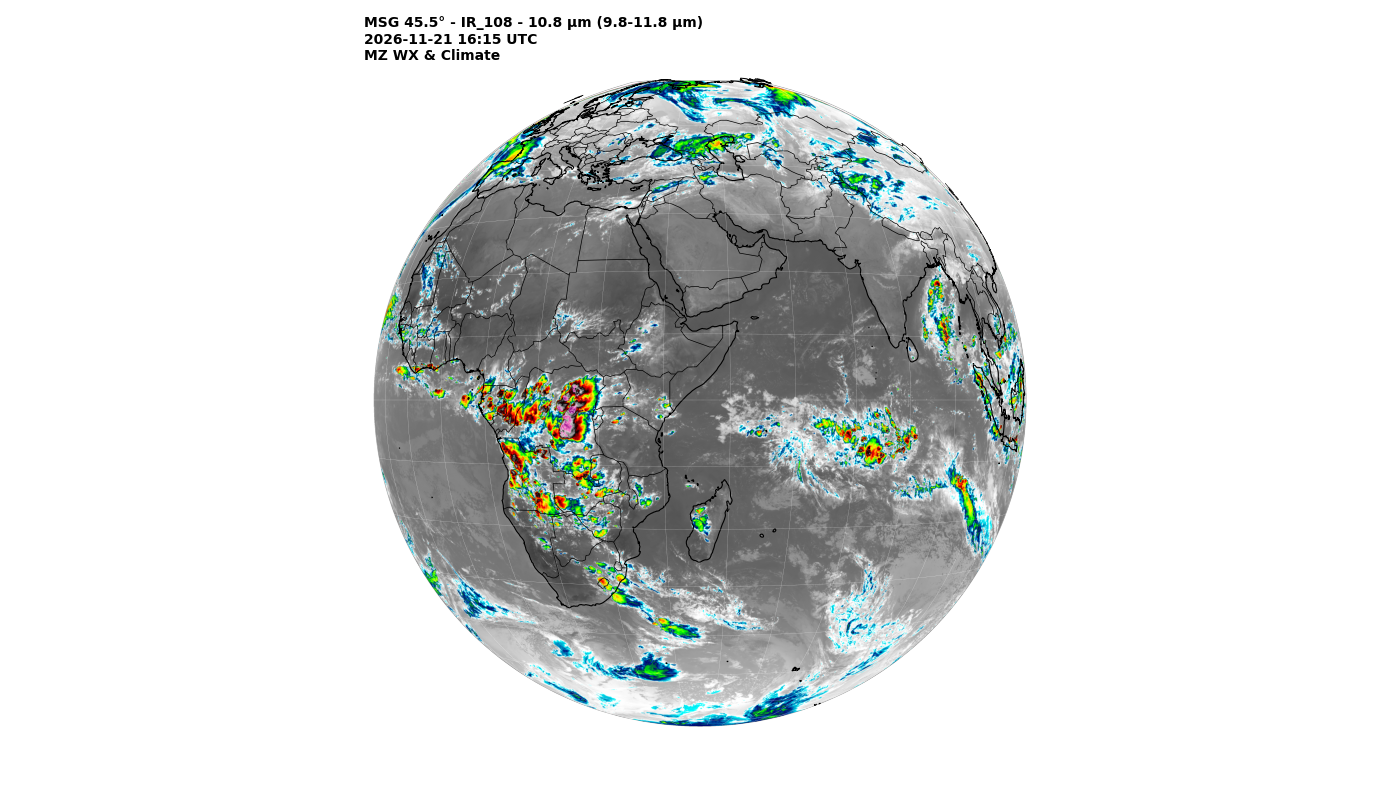 MSG 45.5° - IR_108 - 10.8 µm (9.8-11.8 µm)
2026-11-21 16:15 UTC
MZ WX & Climate